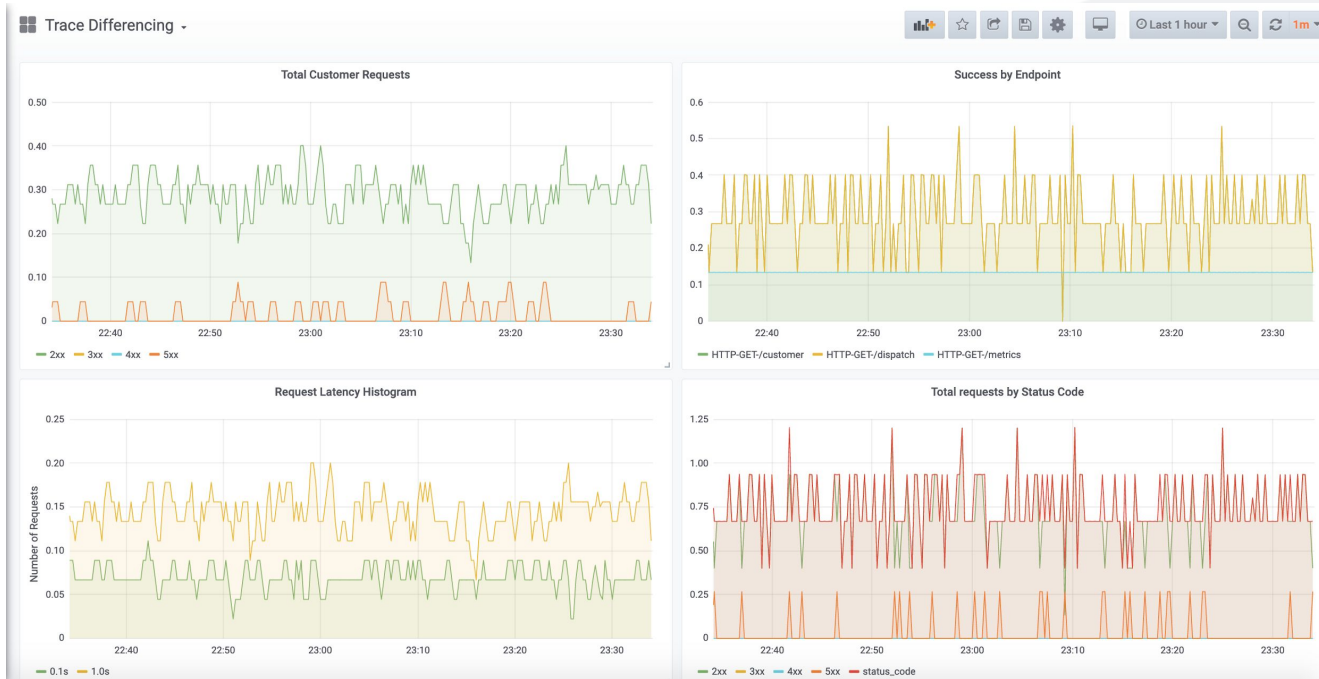 Trace Differencing
Last 1 hour
1m
Total Customer Requests
0.50
0.40
0.30
0.20
0.10
0
22:40 22:50 23:00 23:10 23:20 23:30
2xx 3xx 4xx 5xx
Success by Endpoint
0.6
0.5
0.4
0.3
0.2
0.1
0
22:40 22:50 23:00 23:10 23:20 23:30
HTTP-GET-/customer HTTP-GET-/dispatch HTTP-GET-/metrics
Request Latency Histogram
Number of Requests
0.25
0.20
0.15
0.10
0.05
0
22:40 22:50 23:00 23:10 23:20 23:30
0.1s 1.0s
Total requests by Status Code
1.25
1.00
0.75
0.50
0.25
0
22:40 22:50 23:00 23:10 23:20 23:30
2xx 3xx 4xx 5xx status_code